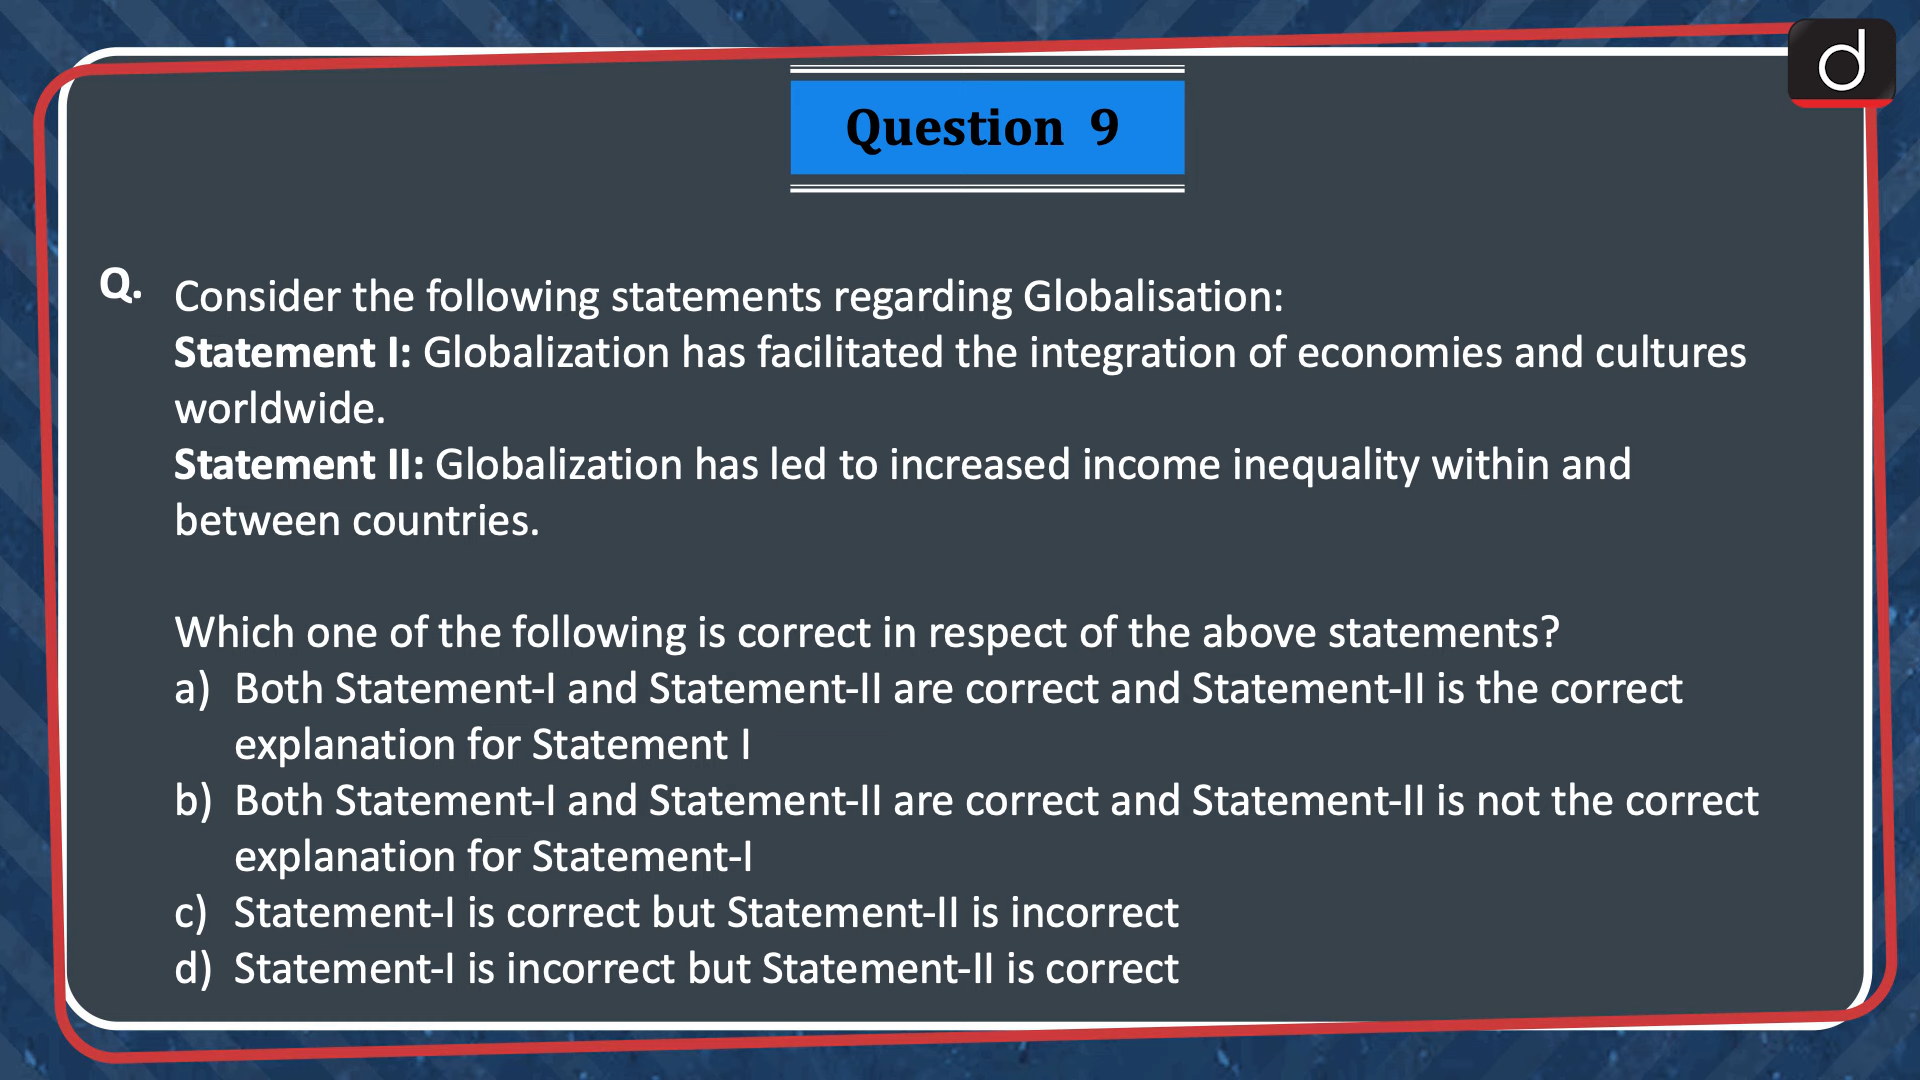 d
Question 9
Q. Consider the following statements regarding Globalisation:
Statement I: Globalization has facilitated the integration of economies and cultures
worldwide.
Statement II: Globalization has led to increased income inequality within and
between countries.
Which one of the following is correct in respect of the above statements?
a) Both Statement-I and Statement-II are correct and Statement-II is the correct
explanation for Statement I
b) Both Statement-I and Statement-II are correct and Statement-II is not the correct
explanation for Statement-I
c) Statement-I is correct but Statement-II is incorrect
d) Statement-I is incorrect but Statement-II is correct